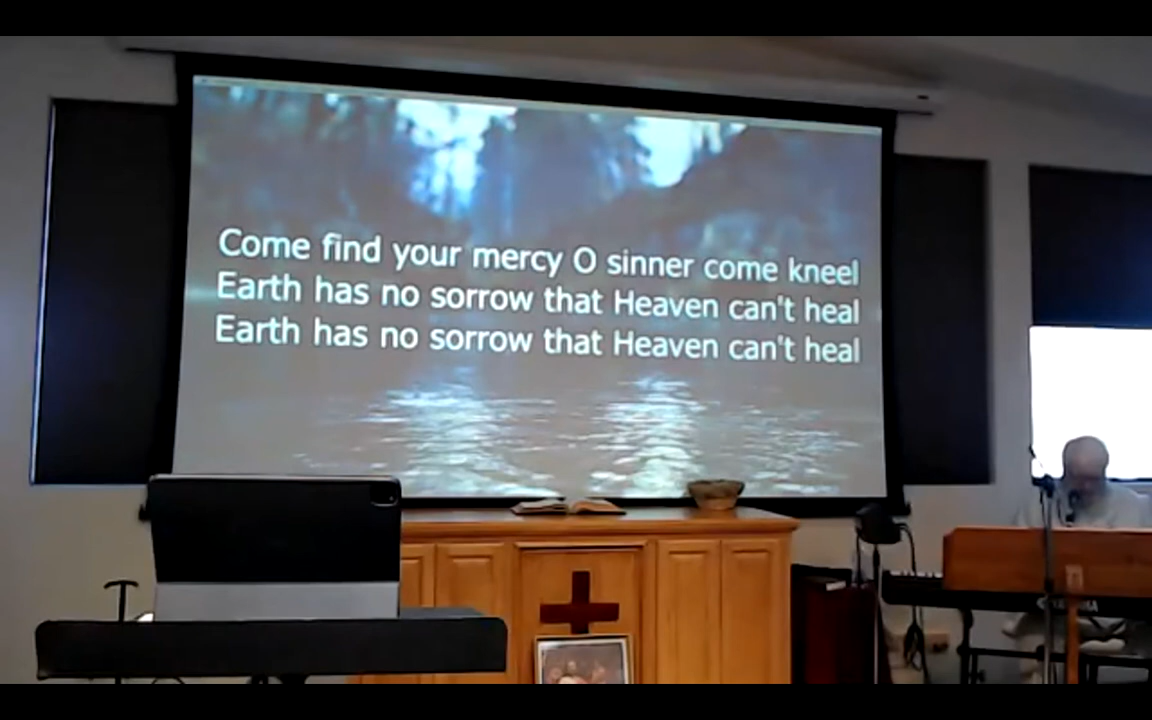 Come find your mercy O sinner come kneel
Earth has no sorrow that Heaven can't heal
Earth has no sorrow that Heaven can't heal
YAMAHA